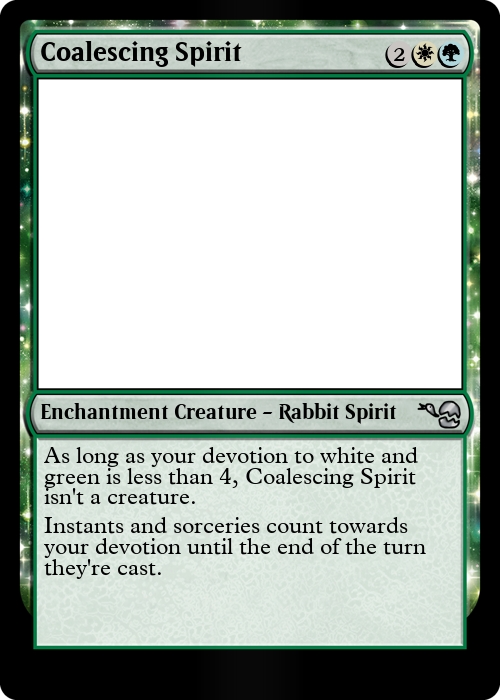 Coalescing Spirit 2
Enchantment Creature – Rabbit Spirit
As long as your devotion to white and
green is less than 4, Coalescing Spirit
isn't a creature.
Instants and sorceries count towards
your devotion until the end of the turn
they're cast.